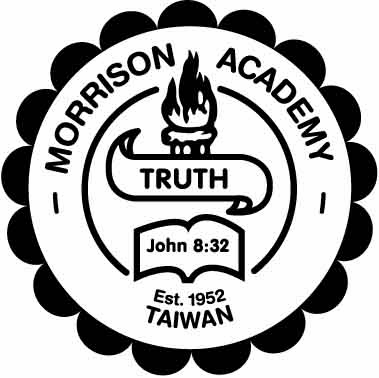 MORRISON ACADEMY
TRUTH
John 8:32
Est. 1952
TAIWAN